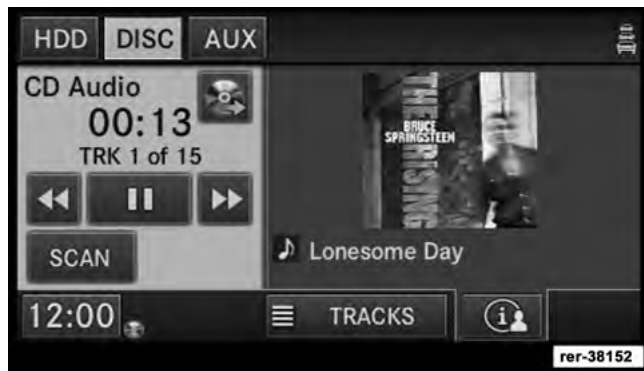 HDD DISC AUX
CD Audio
00:13
TRK 1 of 15
SCAN
THE RISING
BRUCE
SPRINGSTEEN
Lonesome Day
12:00
TRACKS
i
rer-38152